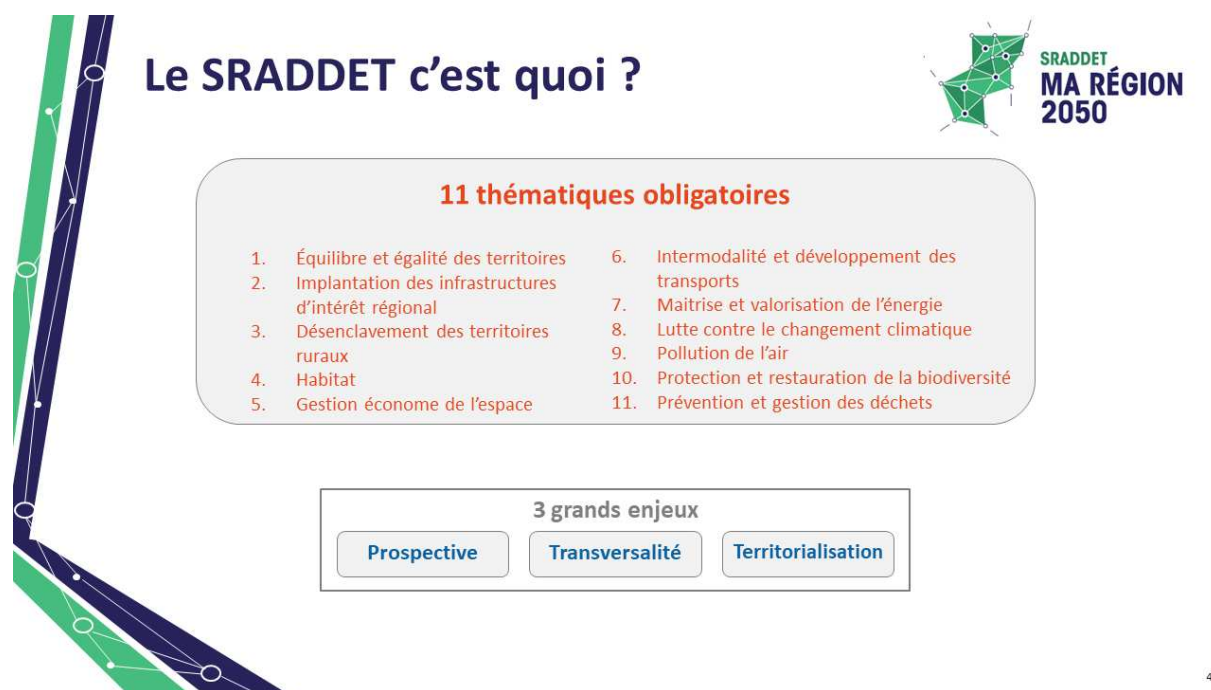 Le SRADDET c’est quoi ?
SRADDET
MA RÉGION
2050
11 thématiques obligatoires
1. Équilibre et égalité des territoires
2. Implantation des infrastructures
d’intérêt régional
3. Désenclavement des territoires
ruraux
4. Habitat
5. Gestion économe de l’espace
6. Intermodalité et développement des
transports
7. Maitrise et valorisation de l’énergie
8. Lutte contre le changement climatique
9. Pollution de l’air
10. Protection et restauration de la biodiversité
11. Prévention et gestion des déchets
3 grands enjeux
Prospective
Transversalité
Territorialisation
4